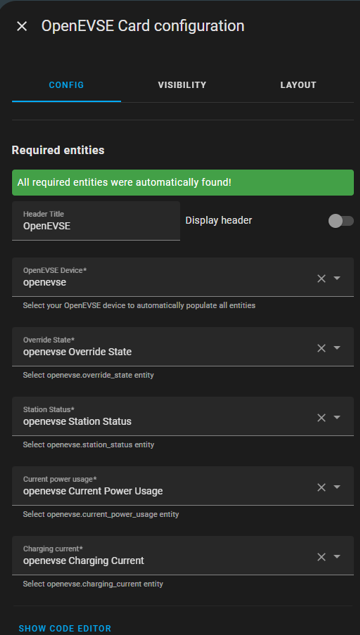 OpenEVSE Card configuration
CONFIG VISIBILITY LAYOUT
Required entities
All required entities were automatically found!
Header Title
OpenEVSE
Display header
OpenEVSE Device*
openevse
Select your OpenEVSE device to automatically populate all entities
Override State*
openevse Override State
Select openevse.override_state entity
Station Status*
openevse Station Status
Select openevse.station_status entity
Current power usage*
openevse Current Power Usage
Select openevse.current_power_usage entity
Charging current*
openevse Charging Current
Select openevse.charging_current entity
SHOW CODE EDITOR